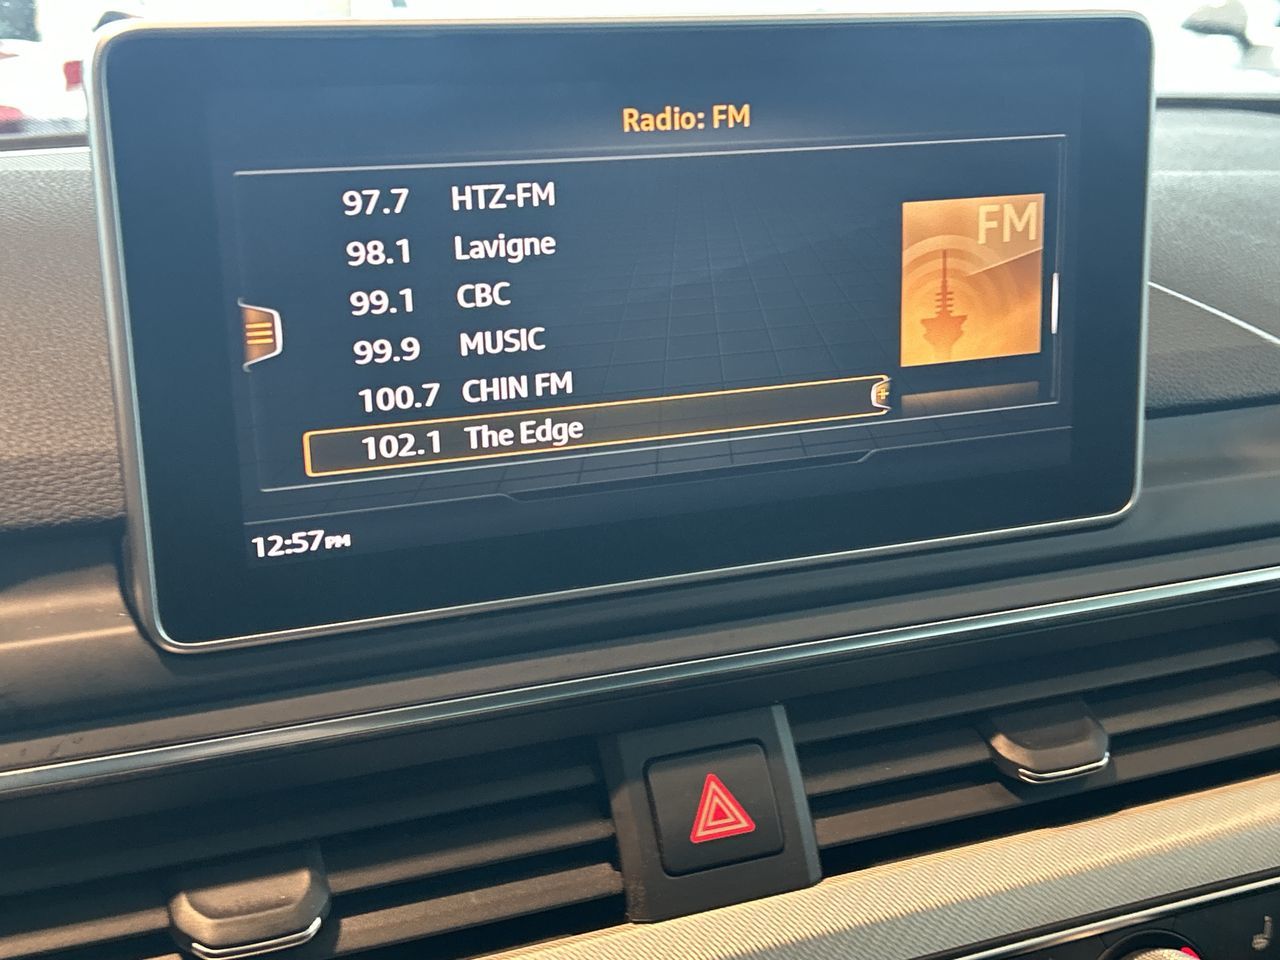 Radio: FM
97.7 HTZ-FM
98.1 Lavigne
99.1 CBC
99.9 MUSIC
100.7 CHIN FM
102.1 The Edge
FM
12:57PM